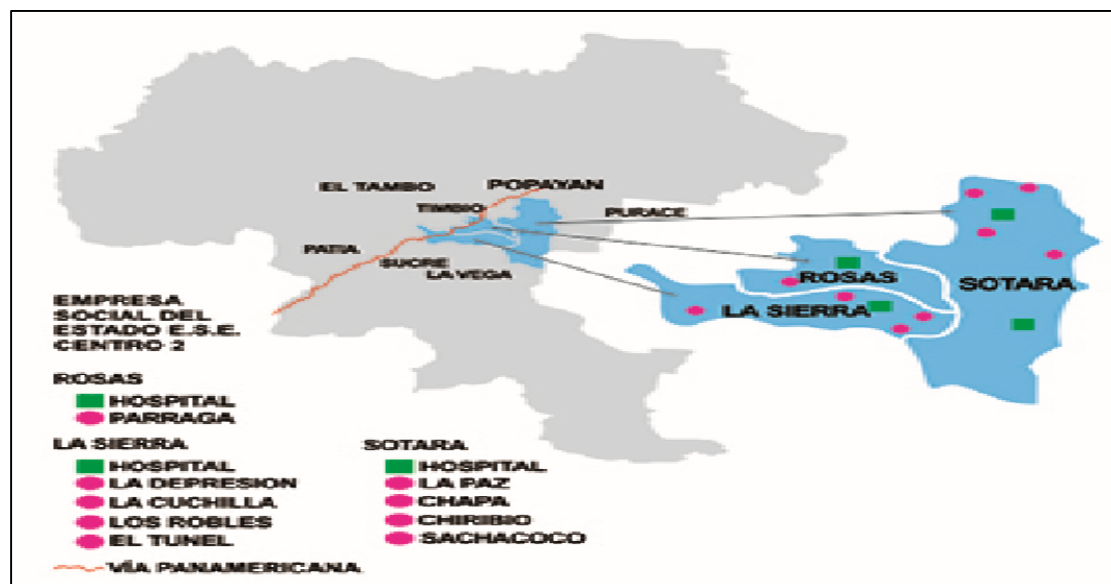 EL TAMBO
POPAYAN
TIMBIO
PURACE
PATIA
SUCRE
LA VEGA
ROSAS
SOTARA
LA SIERRA
EMPRESA
SOCIAL DEL
ESTADO E.S.E.
CENTRO 2
ROSAS
HOSPITAL
PARRAGA
LA SIERRA
HOSPITAL
LA DEPRESION
LA CUCHILLA
LOS ROBLES
EL TUNEL
SOTARA
HOSPITAL
LA PAZ
CHAPA
CHIRIBIO
SACHACOCO
VÍA PANAMERICANA